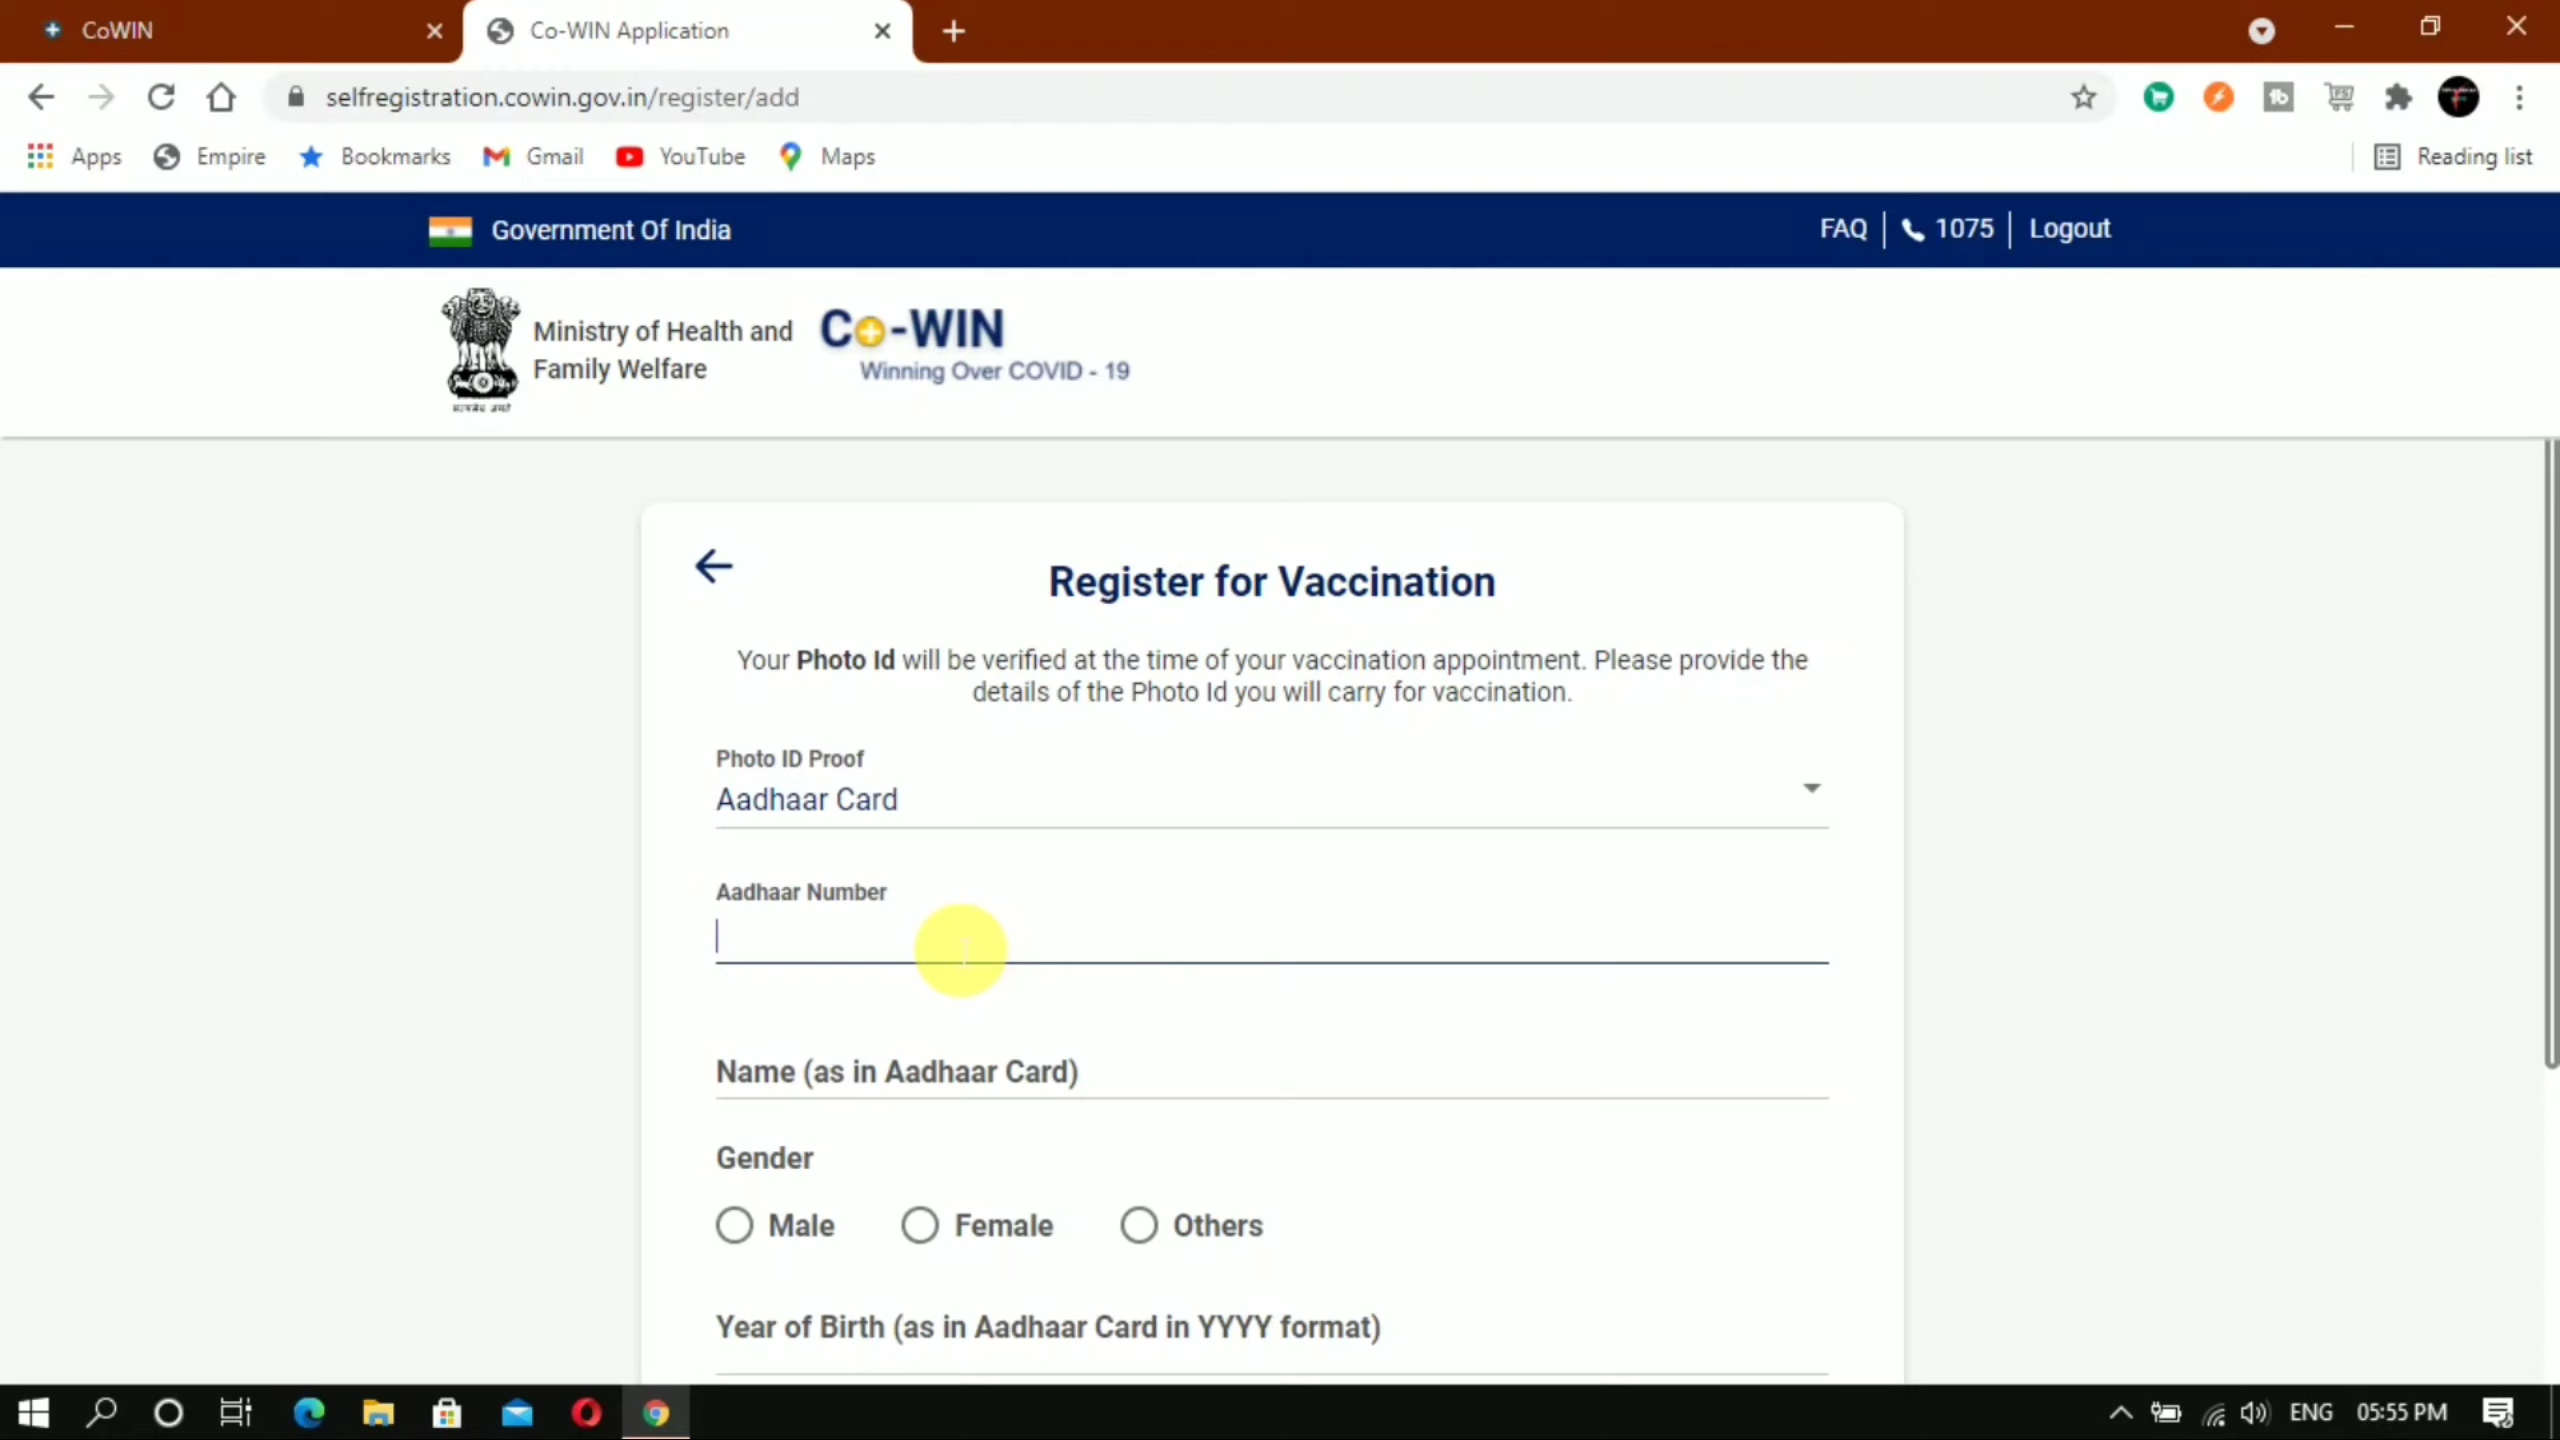 CoWIN
Co-WIN Application
selfregistration.cowin.gov.in/register/add
Apps
Empire
Bookmarks
Gmail
YouTube
Maps
Reading list
Government Of India
FAQ
1075
Logout
Ministry of Health and
Family Welfare
Co-WIN
Winning Over COVID - 19
Register for Vaccination
Your Photo Id will be verified at the time of your vaccination appointment. Please provide the
details of the Photo Id you will carry for vaccination.
Photo ID Proof
Aadhaar Card
Aadhaar Number
Name (as in Aadhaar Card)
Gender
Male
Female
Others
Year of Birth (as in Aadhaar Card in YYYY format)
ENG
05:55 PM